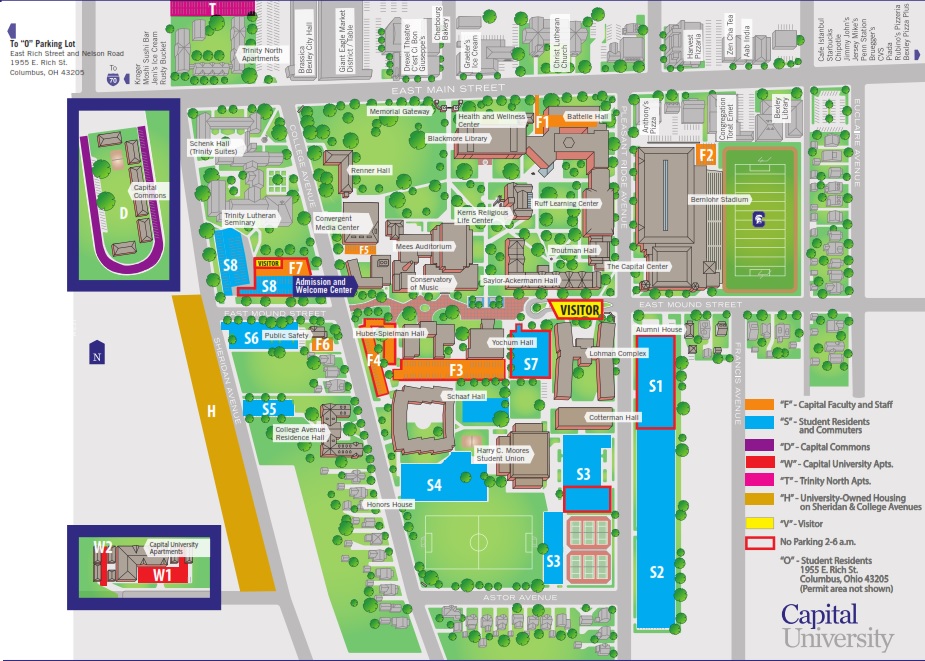 To "O" Parking Lot
East Rich Street and Nelson Road
1955 E. Rich St.
Columbus, OH 43205
To
70
Kroger
Moshi Sushi Bar
Jeni's Ice Cream
Rusty Bucket
T
Trinity North
Apartments
Brassica
Bexley City Hall
Giant Eagle Market
District / Table
Drexel Theatre
Giuseppe's
Cherbourg
Bakery
Graeter's
Ice Cream
Christ Lutheran
Church
Harvest
Pizzeria
Zen Cha Tea
Aab India
Cafe Istanbul
Starbucks
Chipotle
Jimmy John's
Jersey Mike's
Penn Station
Bruegger's
CVS
Piada
Rubino's Pizzeria
Bexley Pizza Plus
EAST MAIN STREET
Memorial Gateway
Health and Wellness
Center
F1
Battelle Hall
Blackmore Library
Anthony's
Pizza
Congregation
Torat Emet
Bexley
Library
EUCLAIRE AVENUE
PLEASANT RIDGE AVENUE
COLLEGE AVENUE
Schenk Hall
(Trinity Suites)
Renner Hall
F2
Capital
Commons
D
Bernlohr Stadium
Trinity Lutheran
Seminary
Convergent
Media Center
Kerns Religious
Life Center
Ruff Learning Center
F5
Mees Auditorium
Troutman Hall
S8
VISITOR
F7
S8
Admission and
Welcome Center
Conservatory
of Music
Saylor-Ackermann Hall
The Capital Center
EAST MOUND STREET
EAST MOUND STREET
VISITOR
S6
Public Safety
F6
Huber-Spielman Hall
Yochum Hall
Alumni House
N
SHERIDAN AVENUE
F4
F3
S7
Lohman Complex
FRANCIS AVENUE
H
S5
Schaaf Hall
S1
College Avenue
Residence Hall
Cotterman Hall
Harry C. Moores
Student Union
S4
S3
Honors House
W2
Capital University
Apartments
W1
S3
S2
ASTOR AVENUE
"F" - Capital Faculty and Staff
"S" - Student Residents
and Commuters
"D" - Capital Commons
"W" - Capital University Apts.
"T" - Trinity North Apts.
"H" - University-Owned Housing
on Sheridan & College Avenues
"V" - Visitor
No Parking 2-6 a.m.
"O" - Student Residents
1955 E. Rich St.
Columbus, Ohio 43205
(Permit area not shown)
Capital
University